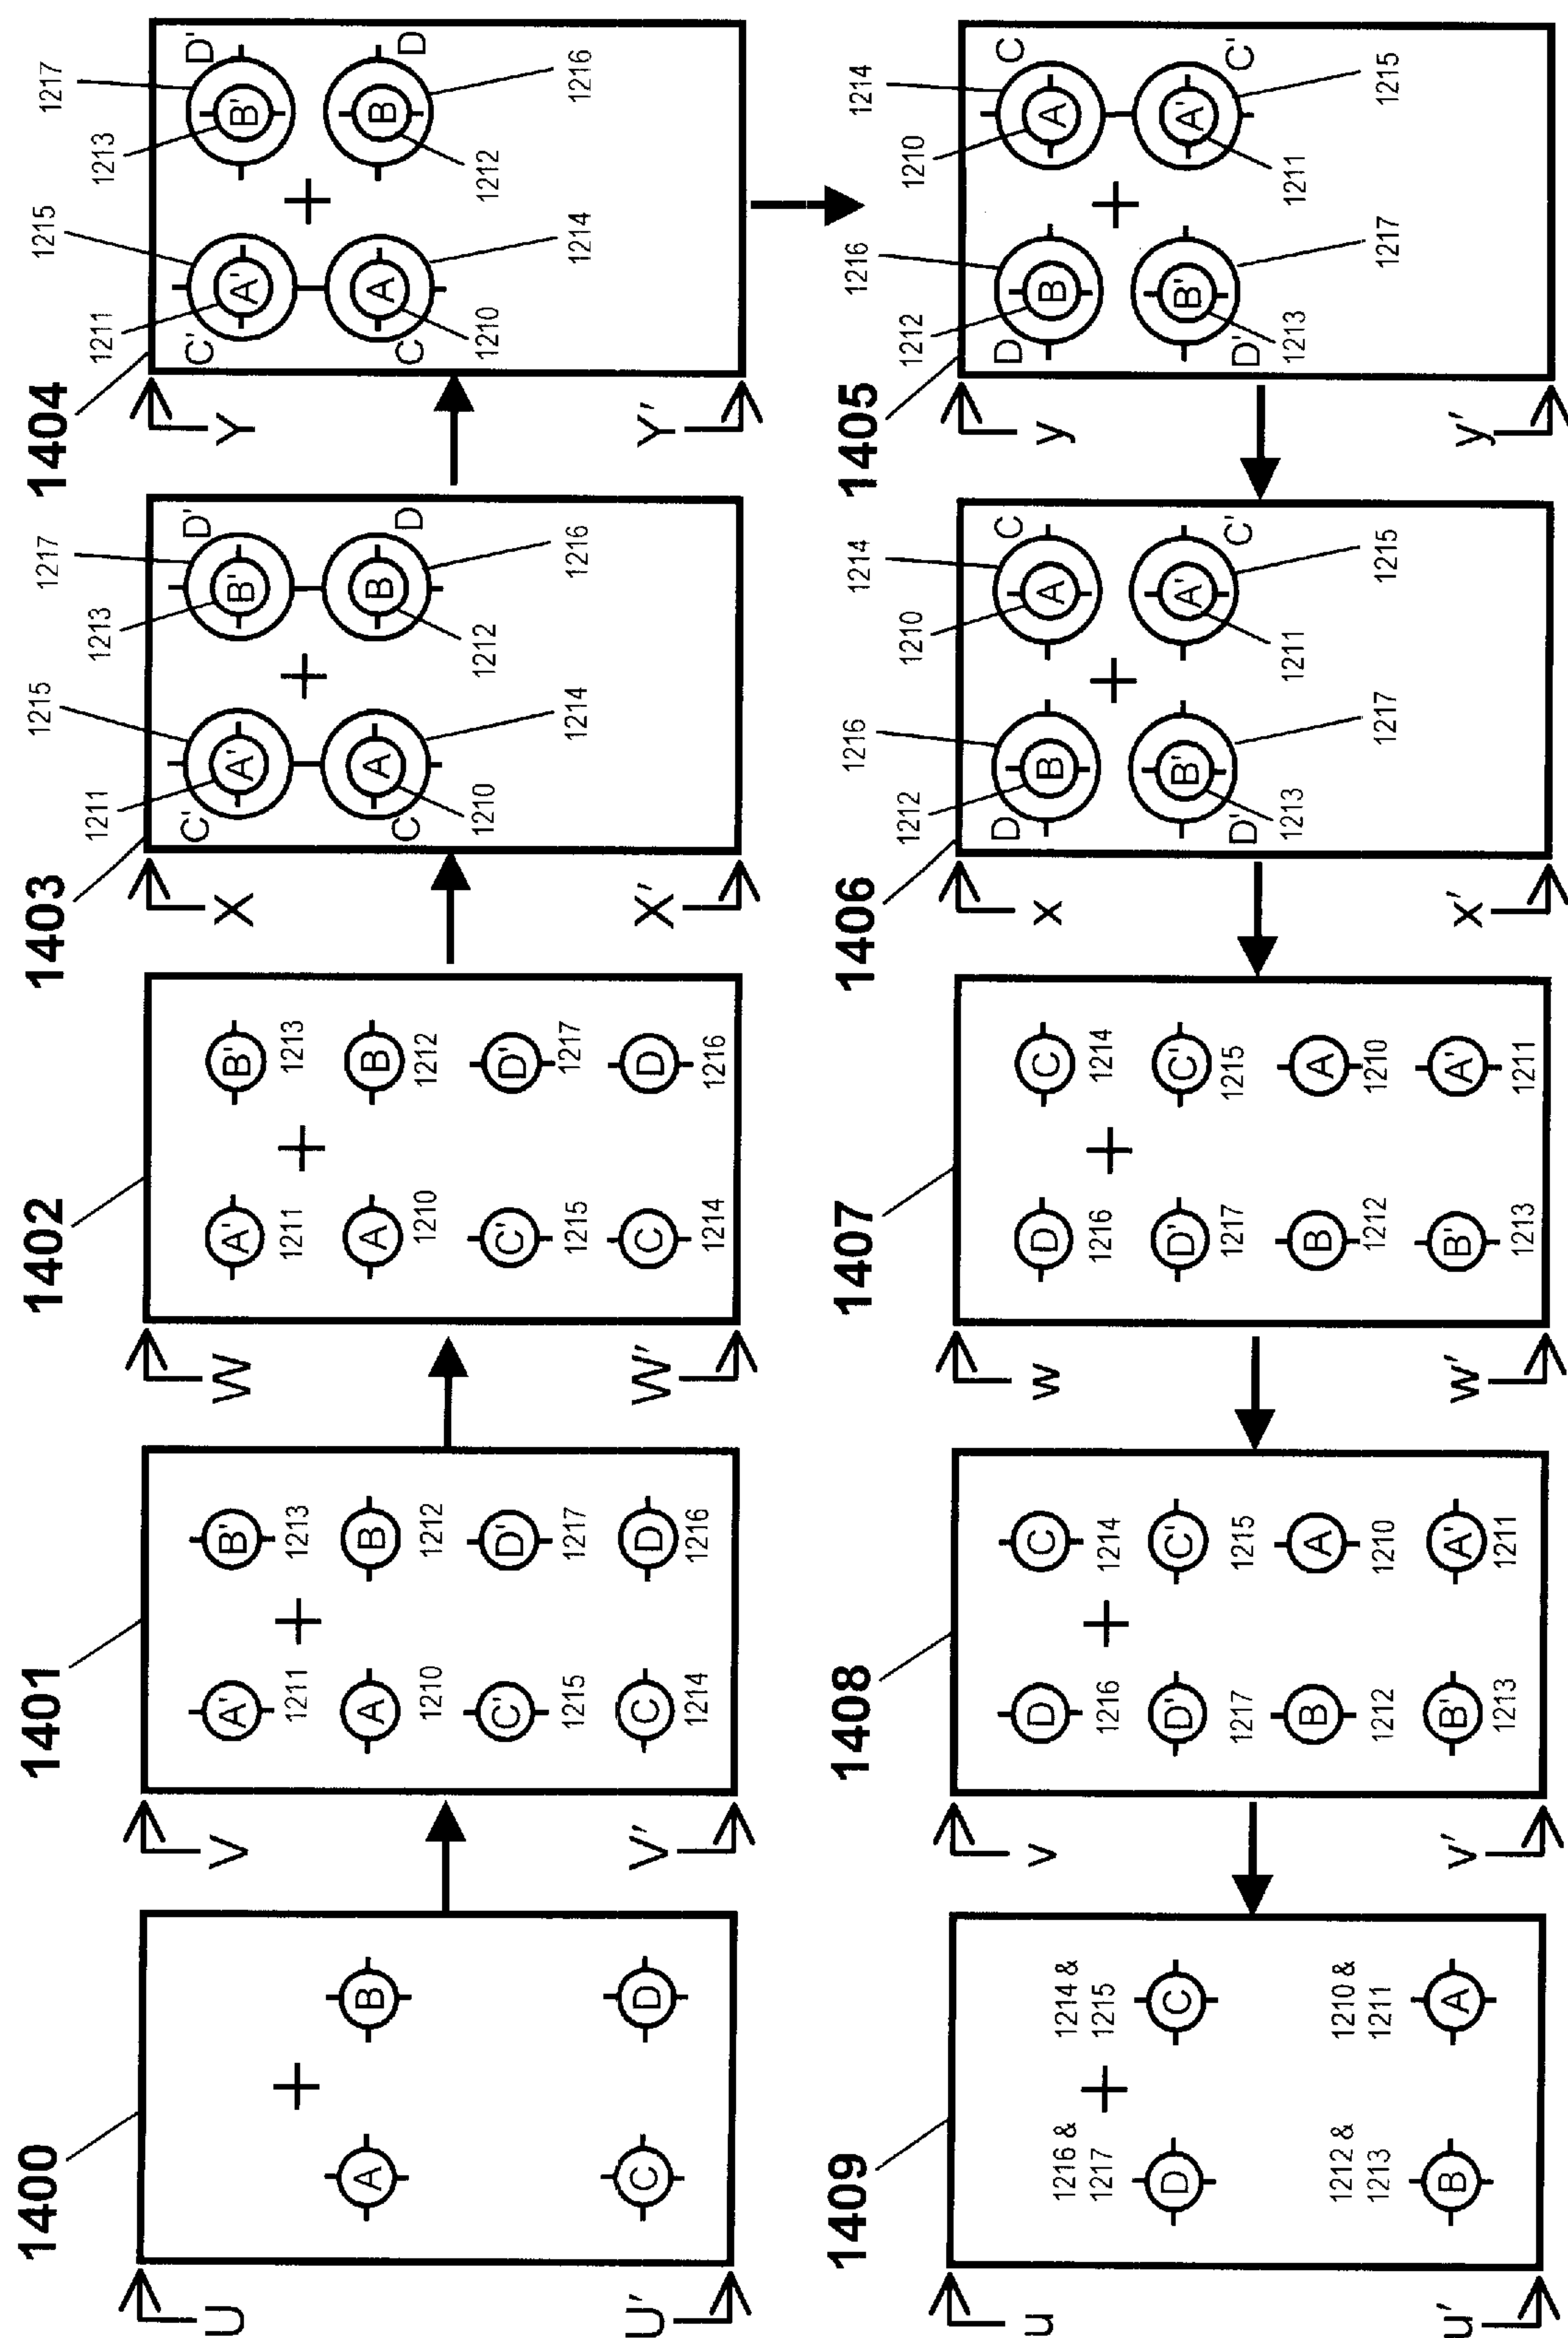 1400
U
A B
C D
U'
1401
V
A' B'
1211 1213
A B
1210 1212
C' D'
1215 1217
C D
1214 1216
V'
1402
W
A' B'
1211 1213
A B
1210 1212
C' D'
1215 1217
C D
1214 1216
W'
1403
1215 1217
1211 1213
X
C' D'
A' B'
A B
C D
1210 1212
1214 1216
X'
1404
1215 1217
1211 1213
Y
C' D'
A' B'
A B
C D
1210 1212
1214 1216
Y'
1409
u
1216 & 1214 &
1217 1215
D C
1212 & 1210 &
1213 1211
B A
u'
1408
v
D C
1216 1214
D' C'
1217 1215
B A
1212 1210
B' A'
1213 1211
v'
1407
w
D C
1216 1214
D' C'
1217 1215
B A
1212 1210
B' A'
1213 1211
w'
1406
1216 1214
1212 1210
x
D C
B A
B' A'
D' C'
1213 1211
1217 1215
x'
1405
1216 1214
1212 1210
y
D C
B A
B' A'
D' C'
1213 1211
1217 1215
y'